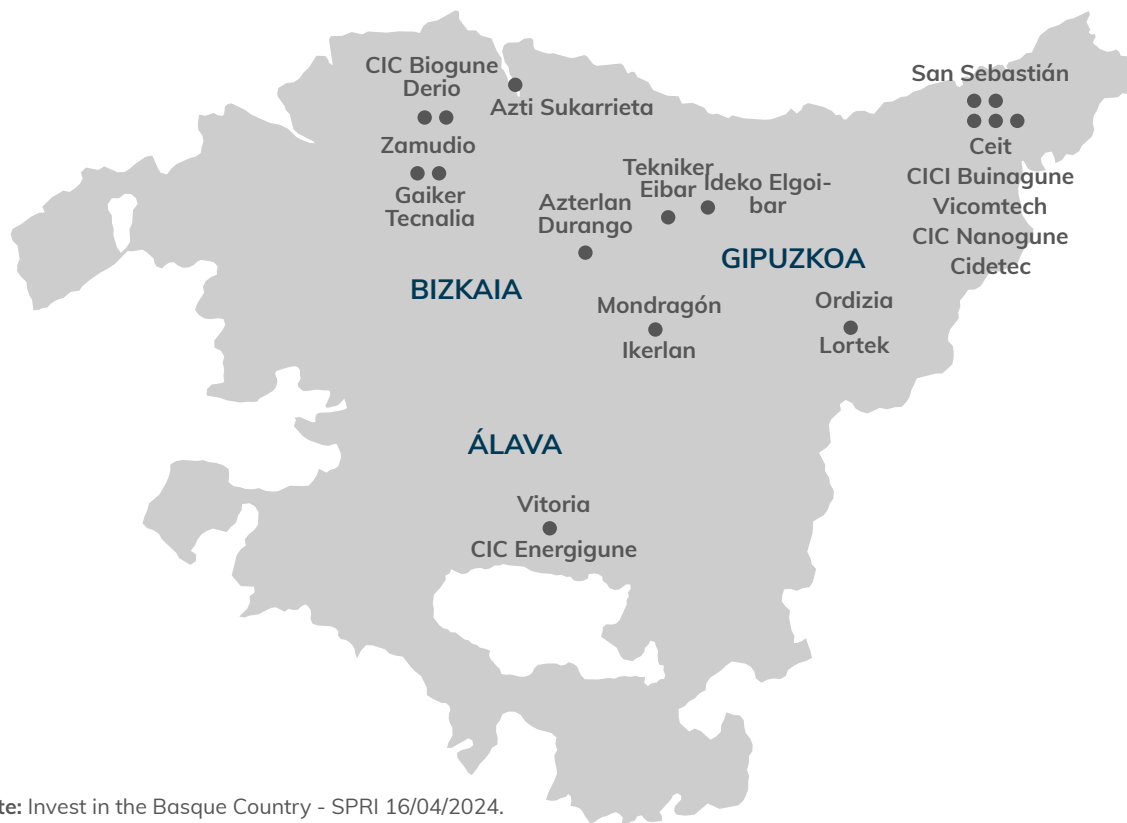 CIC Biogune
Derio
Azti Sukarrieta
Zamudio
Gaiker
Tecnalia
Azterlan
Durango
Tekniker
Eibar
Ideko Elgoi-
bar
San Sebastián
Ceit
CICI Buinagune
Vicomtech
CIC Nanogune
Cidetec
GIPUZKOA
BIZKAIA
Mondragón
Ikerlan
Ordizia
Lortek
ÁLAVA
Vitoria
CIC Energigune
te: Invest in the Basque Country - SPRI 16/04/2024.